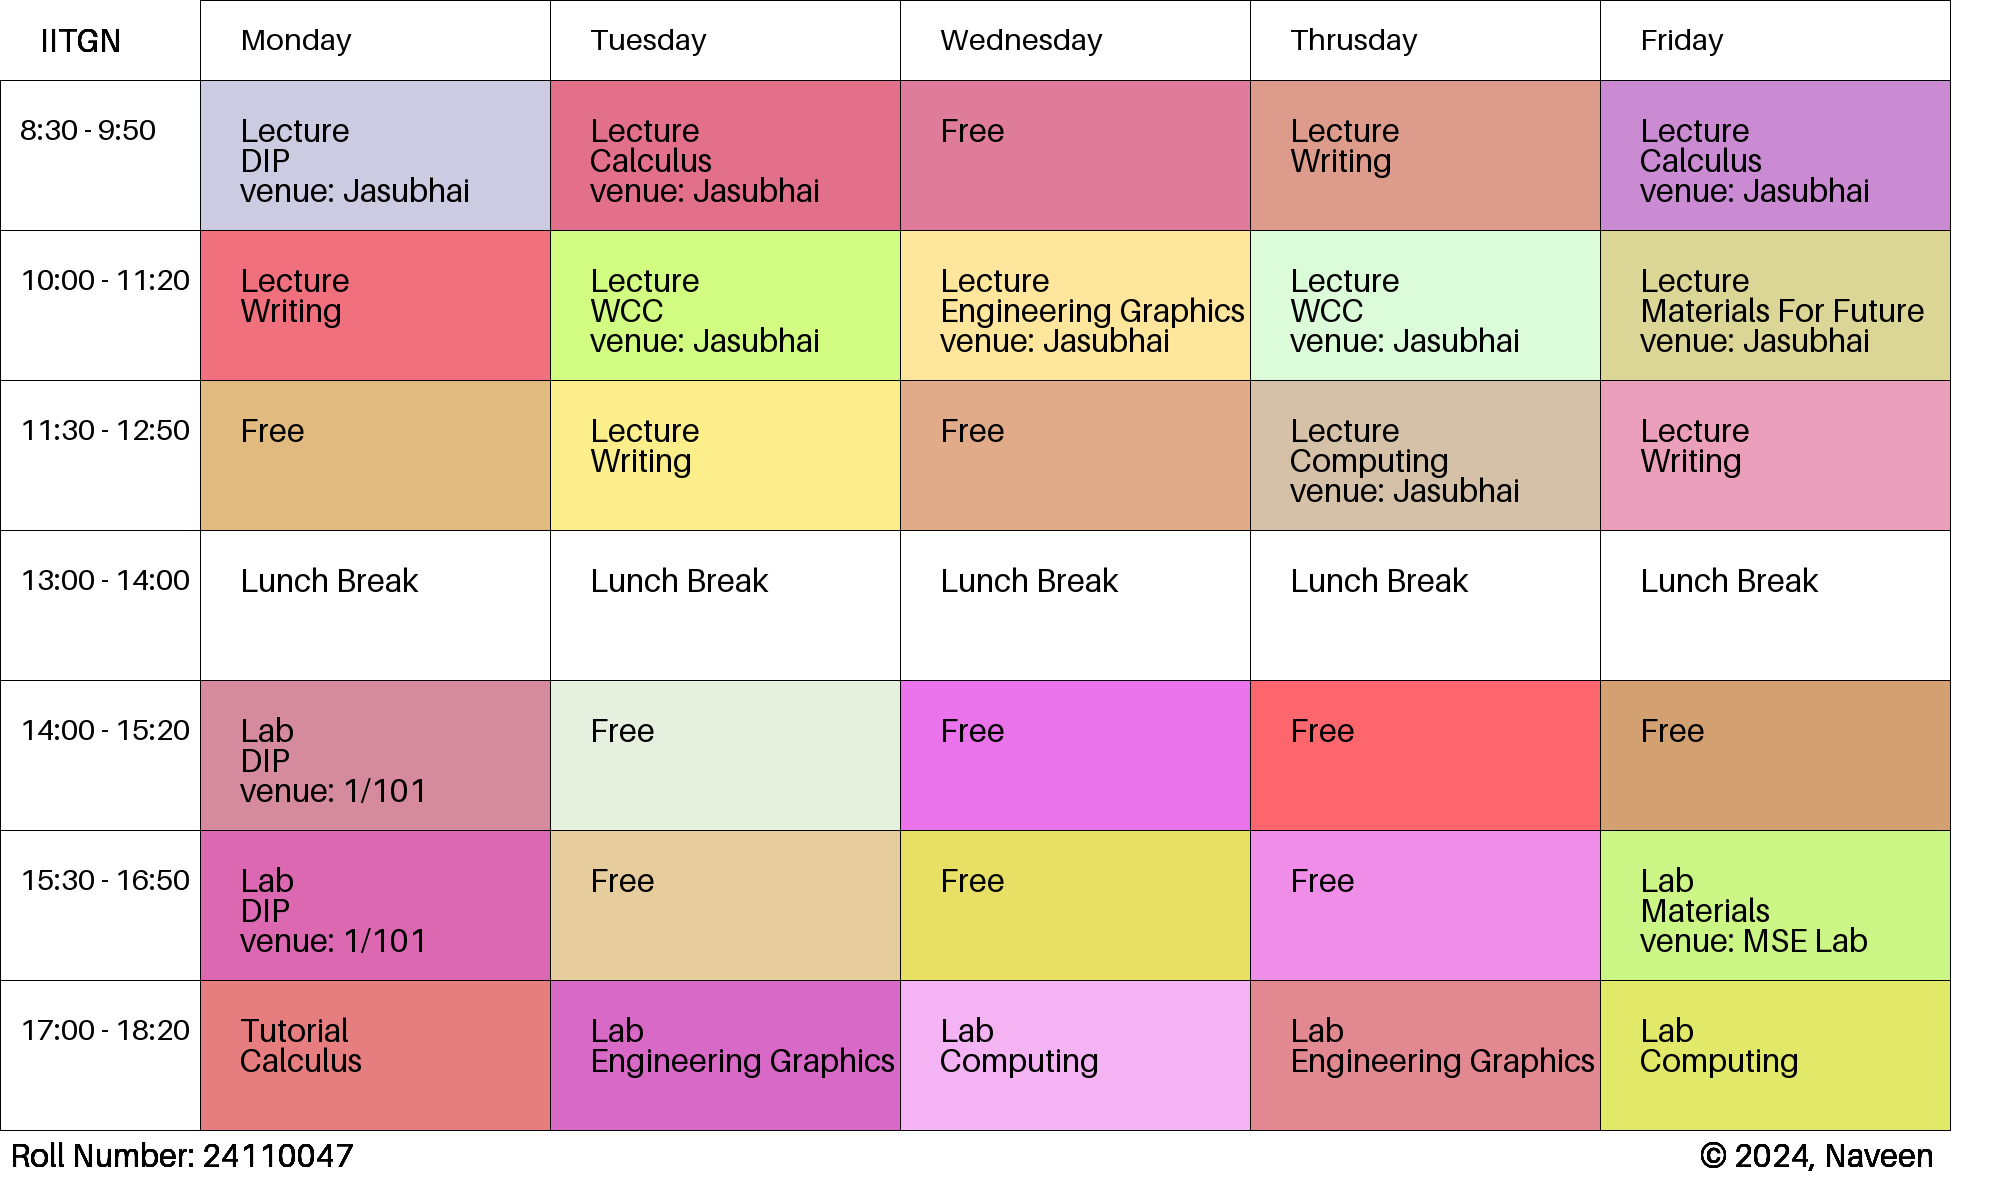 IITGN
Monday
Tuesday
Wednesday
Thrusday
Friday
8:30 - 9:50
Lecture
DIP
venue: Jasubhai
Lecture
Calculus
venue: Jasubhai
Free
Lecture
Writing
Lecture
Calculus
venue: Jasubhai
10:00 - 11:20
Lecture
Writing
Lecture
WCC
venue: Jasubhai
Lecture
Engineering Graphics
venue: Jasubhai
Lecture
WCC
venue: Jasubhai
Lecture
Materials For Future
venue: Jasubhai
11:30 - 12:50
Free
Lecture
Writing
Free
Lecture
Computing
venue: Jasubhai
Lecture
Writing
13:00 - 14:00
Lunch Break
Lunch Break
Lunch Break
Lunch Break
Lunch Break
14:00 - 15:20
Lab
DIP
venue: 1/101
Free
Free
Free
Free
15:30 - 16:50
Lab
DIP
venue: 1/101
Free
Free
Free
Lab
Materials
venue: MSE Lab
17:00 - 18:20
Tutorial
Calculus
Lab
Engineering Graphics
Lab
Computing
Lab
Engineering Graphics
Lab
Computing
Roll Number: 24110047
© 2024, Naveen